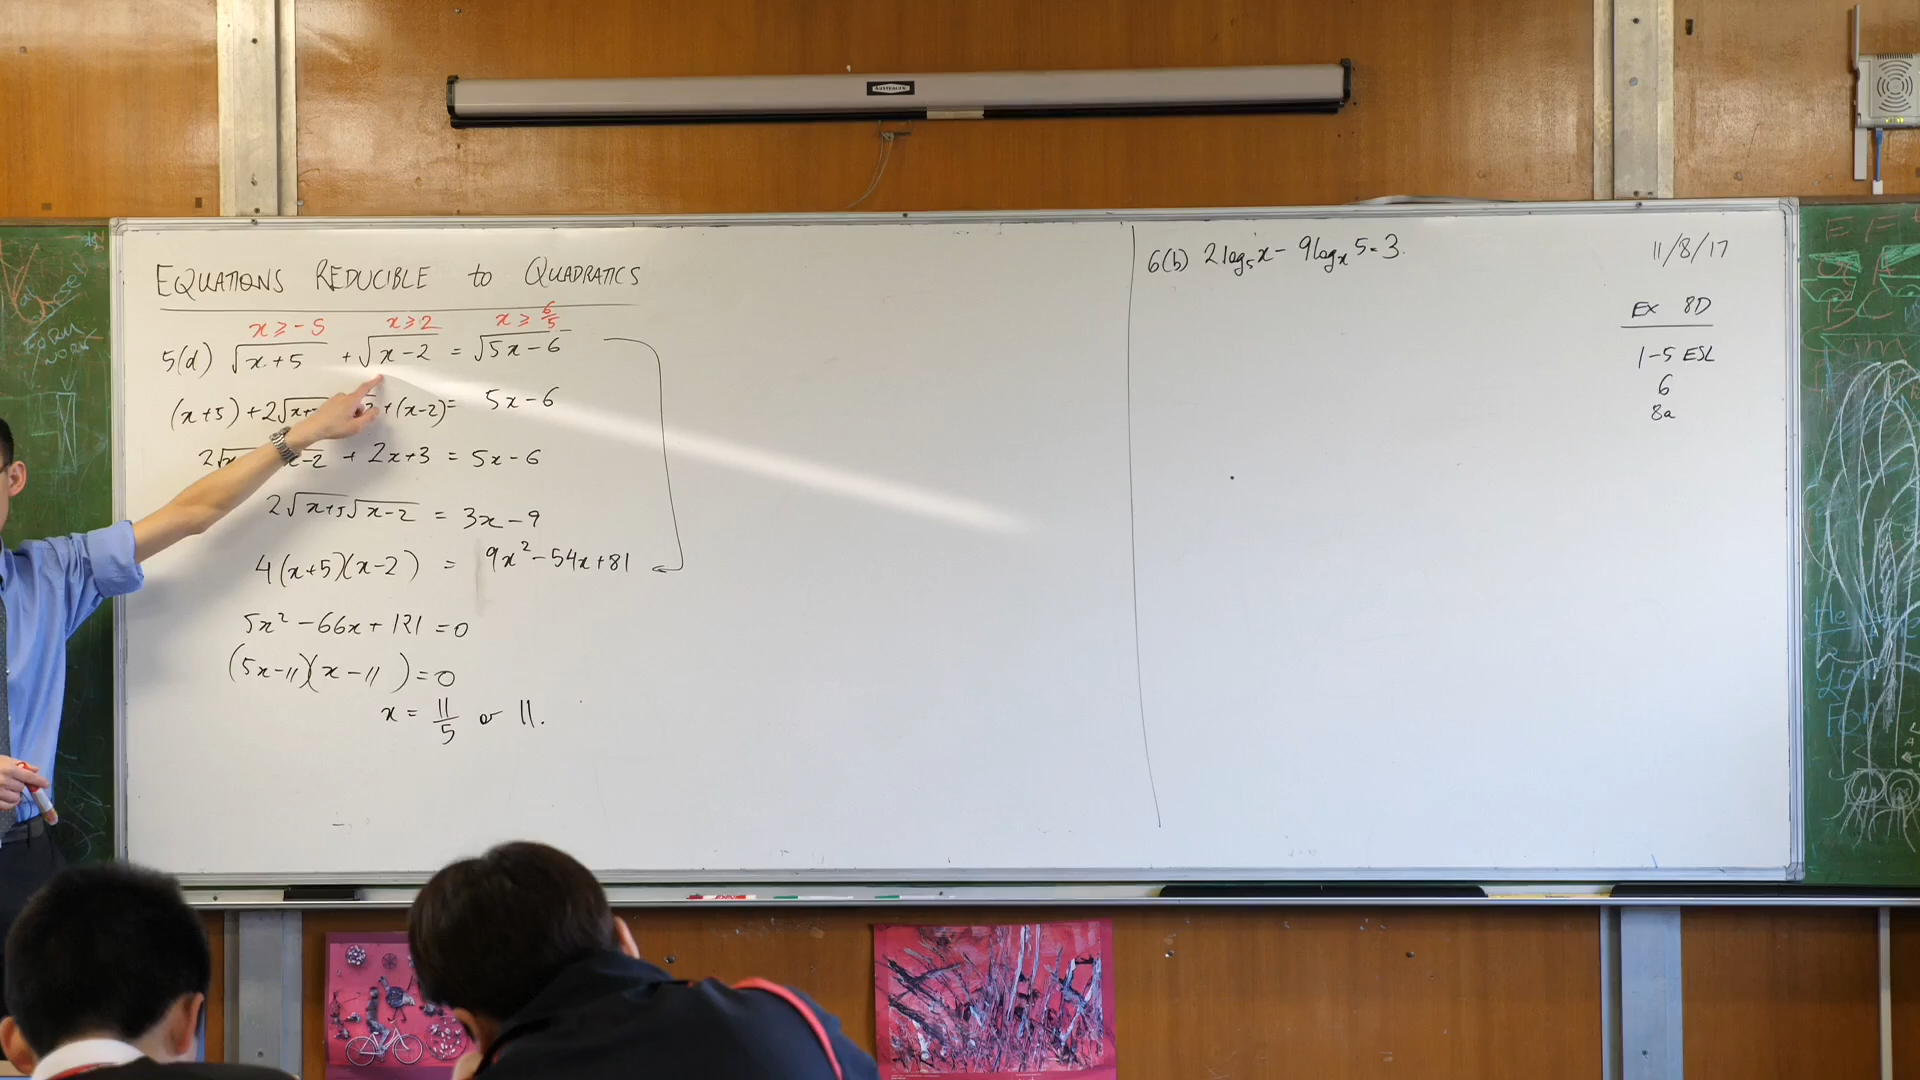 EQUATIONS REDUCIBLE to QUADRATICS
x ≥ -5 x ≥ 2 x ≥ 6/5
5(d) √x+5 + √x-2 = √5x-6
(x+5) + 2√x+ + (x-2) = 5x-6
2√ x-2 + 2x+3 = 5x-6
2√x+5√x-2 = 3x-9
4(x+5)(x-2) = 9x²-54x+81
5x²-66x+121=0
(5x-11)(x-11)=0
x = 11/5 or 11.
6(b) 2log₅x - 9logₓ5=3.
11/8/17
Ex 8D
1-5 ESL
6
8a
FORM
WORK